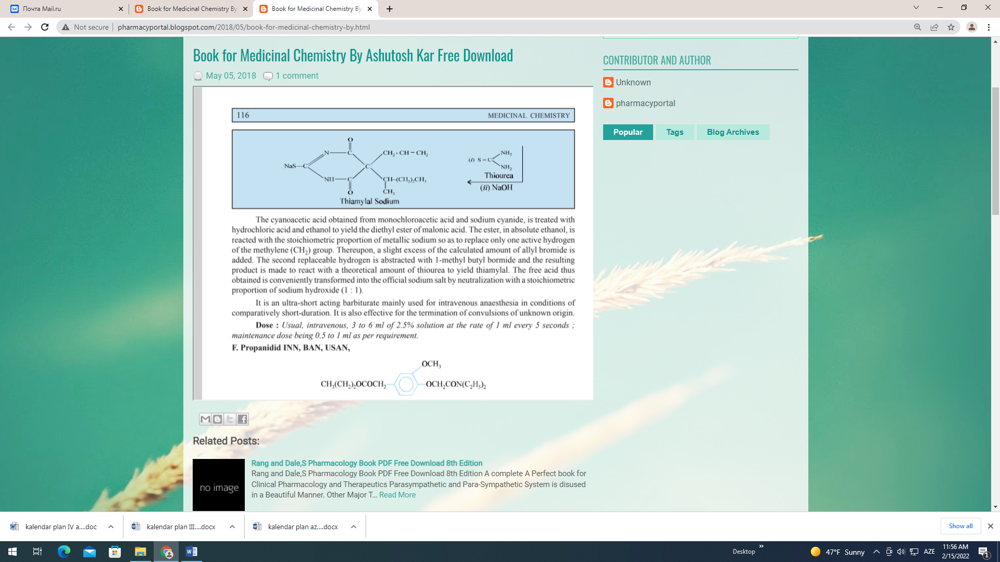 Почта Mail.ru
Book for Medicinal Chemistry By
Book for Medicinal Chemistry By
Not secure
pharmacyportal.blogspot.com/2018/05/book-for-medicinal-chemistry-by.html
Book for Medicinal Chemistry By Ashutosh Kar Free Download
May 05, 2018
1 comment
116
MEDICINAL CHEMISTRY
O
N
C
CH₂ · CH = CH₂
NaS
C
C
NH
C
CH–(CH₂)₂CH₃
O
CH₃
Thiamylal Sodium
NH₂
(i) S = C
NH₂
Thiourea
(ii) NaOH
The cyanoacetic acid obtained from monochloroacetic acid and sodium cyanide, is treated with
hydrochloric acid and ethanol to yield the diethyl ester of malonic acid. The ester, in absolute ethanol, is
reacted with the stoichiometric proportion of metallic sodium so as to replace only one active hydrogen
of the methylene (CH₂) group. Thereupon, a slight excess of the calculated amount of allyl bromide is
added. The second replaceable hydrogen is abstracted with 1-methyl butyl bormide and the resulting
product is made to react with a theoretical amount of thiourea to yield thiamylal. The free acid thus
obtained is conveniently transformed into the official sodium salt by neutralization with a stoichiometric
proportion of sodium hydroxide (1 : 1).
It is an ultra-short acting barbiturate mainly used for intravenous anaesthesia in conditions of
comparatively short-duration. It is also effective for the termination of convulsions of unknown origin.
Dose : Usual, intravenous, 3 to 6 ml of 2.5% solution at the rate of 1 ml every 5 seconds ;
maintenance dose being 0.5 to 1 ml as per requirement.
F. Propanidid INN, BAN, USAN,
OCH₃
CH₃(CH₂)₂OCOCH₂
OCH₂CON(C₂H₅)₂
CONTRIBUTOR AND AUTHOR
Unknown
pharmacyportal
Popular
Tags
Blog Archives
Related Posts:
no image
Rang and Dale,S Pharmacology Book PDF Free Download 8th Edition
Rang and Dale,S Pharmacology Book PDF Free Download 8th Edition A complete A Perfect book for
Clinical Pharmacology and Therapeutics Parasympathetic and Para-Sympathetic System is disused
in a Beautiful Manner. Other Major T... Read More
kalendar plan IV a....doc
kalendar plan III....docx
kalendar plan az....docx
Show all
Desktop
47°F Sunny
AZE
11:56 AM
2/15/2022
1